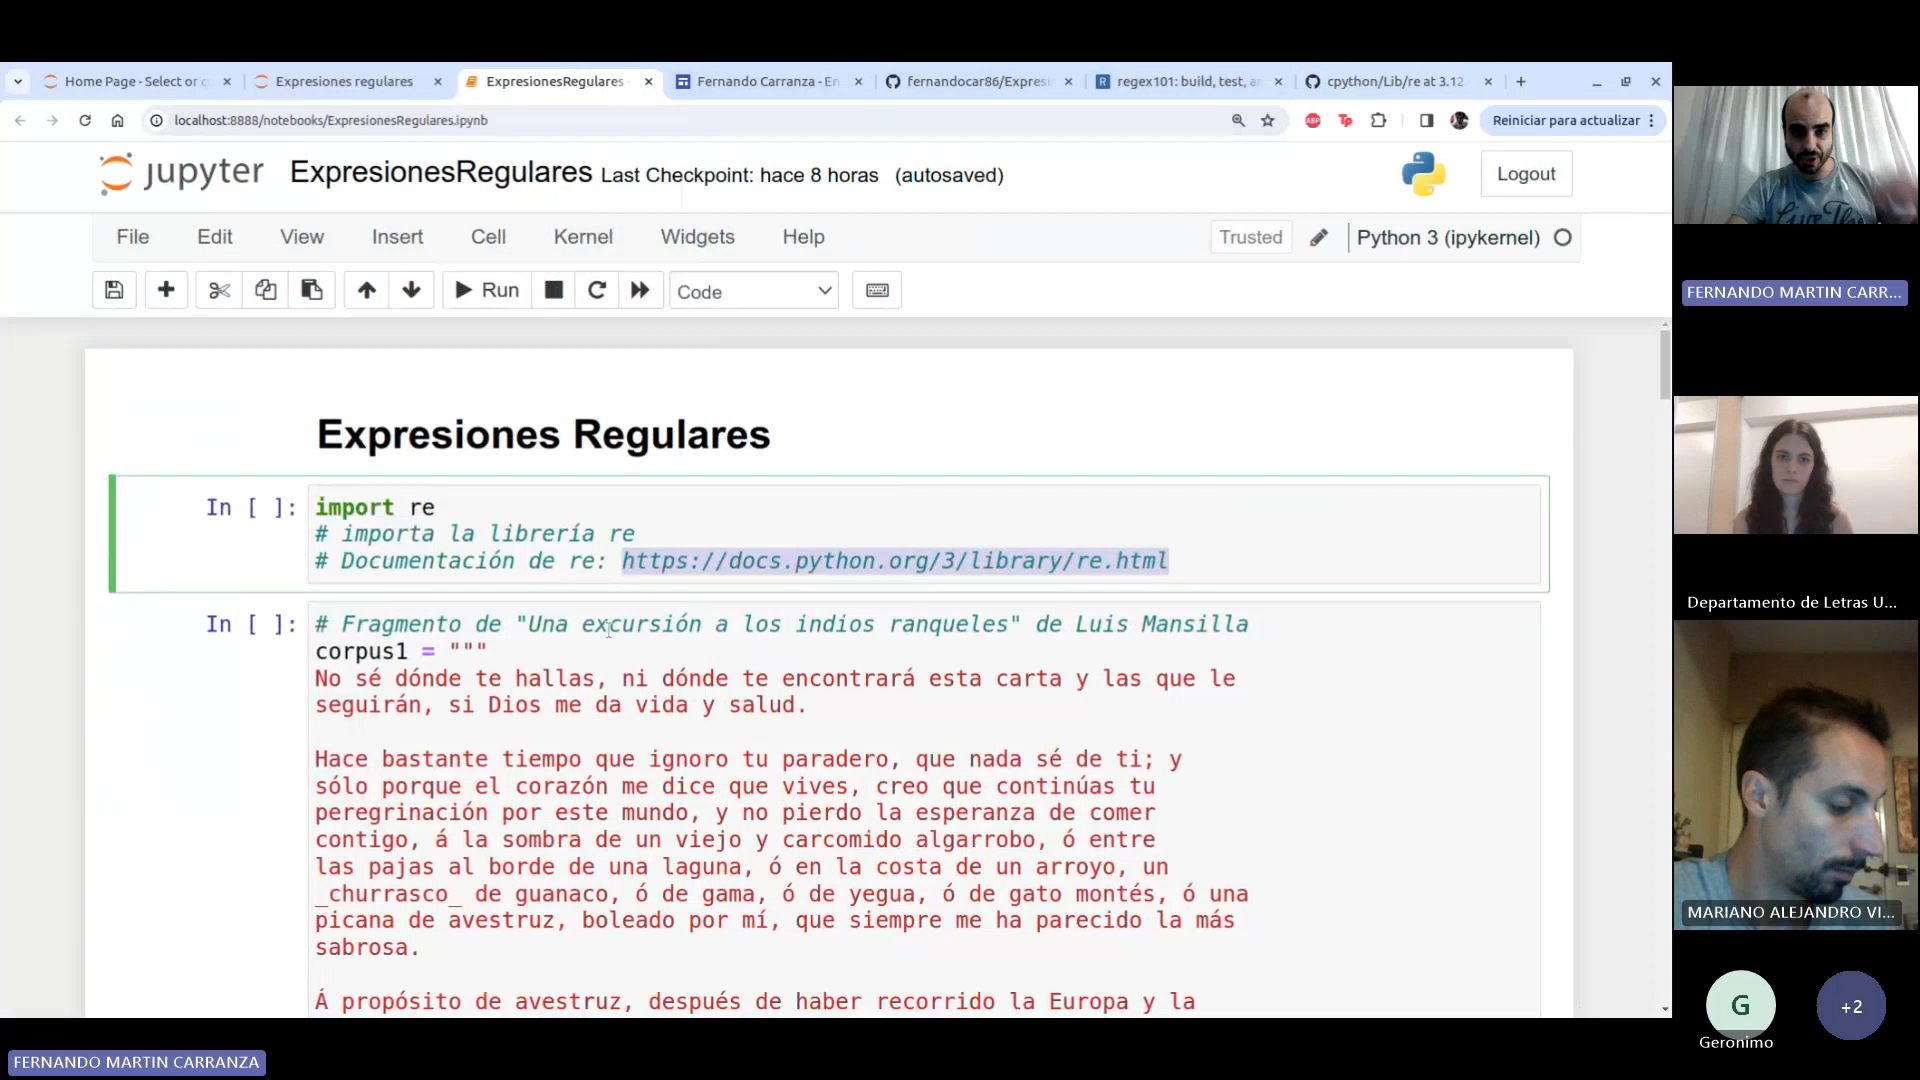 Home Page - Select or c
Expresiones regulares
ExpresionesRegulares -
Fernando Carranza - En
fernandocar86/Expresi
regex101: build, test, a
cpython/Lib/re at 3.12
localhost:8888/notebooks/ExpresionesRegulares.ipynb
ABP
Tp
Reiniciar para actualizar
jupyter
ExpresionesRegulares Last Checkpoint: hace 8 horas (autosaved)
Logout
File Edit View Insert Cell Kernel Widgets Help
Trusted
Python 3 (ipykernel)
Run
Code
Expresiones Regulares
In [ ]: import re
# importa la librería re
# Documentación de re: https://docs.python.org/3/library/re.html
In [ ]: # Fragmento de "Una excursión a los indios ranqueles" de Luis Mansilla
corpus1 = """
No sé dónde te hallas, ni dónde te encontrará esta carta y las que le
seguirán, si Dios me da vida y salud.
Hace bastante tiempo que ignoro tu paradero, que nada sé de ti; y
sólo porque el corazón me dice que vives, creo que continúas tu
peregrinación por este mundo, y no pierdo la esperanza de comer
contigo, á la sombra de un viejo y carcomido algarrobo, ó entre
las pajas al borde de una laguna, ó en la costa de un arroyo, un
_churrasco_ de guanaco, ó de gama, ó de yegua, ó de gato montés, ó una
picana de avestruz, boleado por mí, que siempre me ha parecido la más
sabrosa.
Á propósito de avestruz, después de haber recorrido la Europa y la
FERNANDO MARTIN CARR...
Departamento de Letras U...
MARIANO ALEJANDRO VI...
G
Geronimo
+2
FERNANDO MARTIN CARRANZA